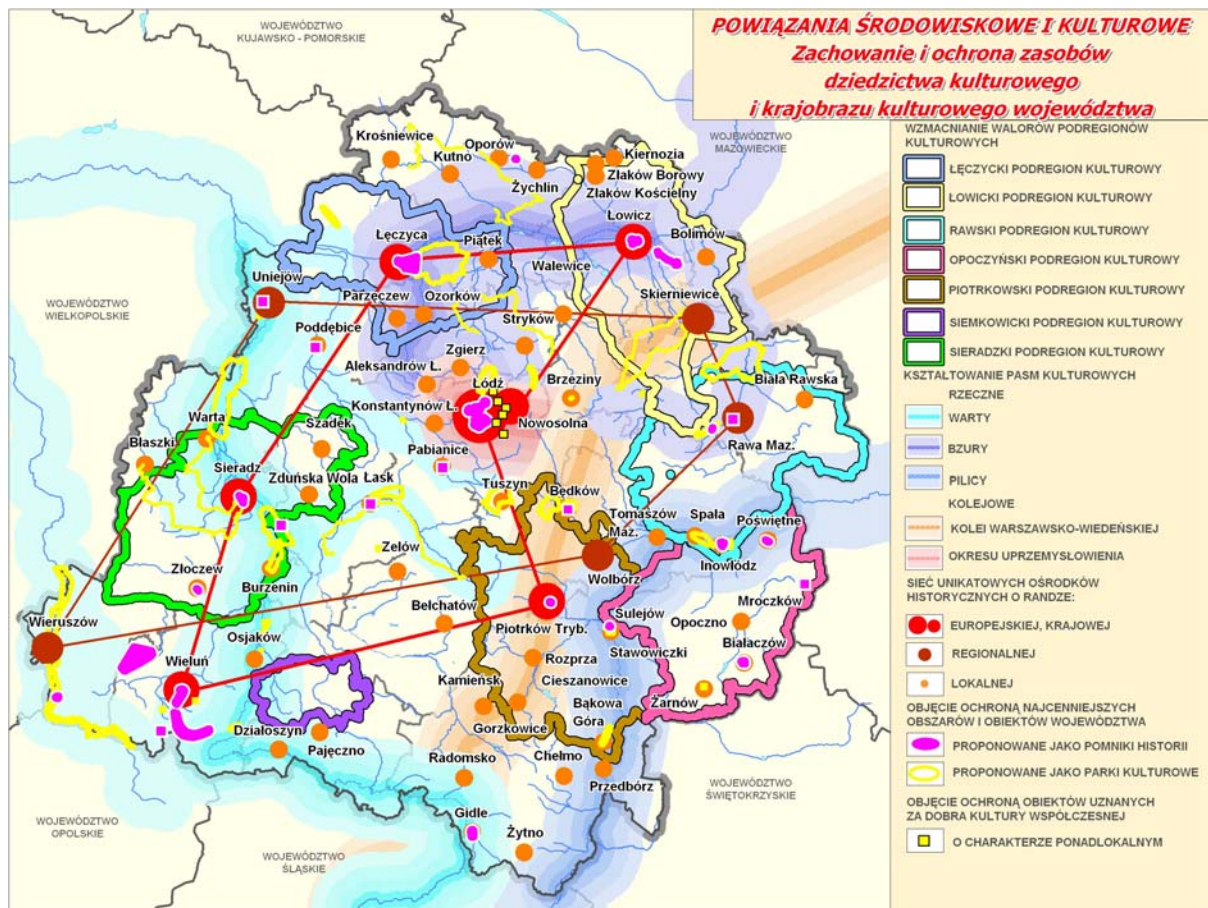 POWIĄZANIA ŚRODOWISKOWE I KULTUROWE
Zachowanie i ochrona zasobów
dziedzictwa kulturowego
i krajobrazu kulturowego województwa
WOJEWÓDZTWO
KUJAWSKO - POMORSKIE
WOJEWÓDZTWO
MAZOWIECKIE
WOJEWÓDZTWO
WIELKOPOLSKIE
WOJEWÓDZTWO
OPOLSKIE
WOJEWÓDZTWO
ŚLĄSKIE
WOJEWÓDZTWO
ŚWIĘTOKRZYSKIE
Krośniewice
Kutno
Oporów
Żychlin
Kiernozia
Złaków Borowy
Złaków Kościelny
Łowicz
Bolimów
Łęczyca
Piątek
Walewice
Uniejów
Parzęczew
Ozorków
Skierniewice
Stryków
Poddębice
Zgierz
Aleksandrów Ł.
Łódź
Brzeziny
Biała Rawska
Konstantynów Ł.
Nowosolna
Rawa Maz.
Warta
Szadek
Błaszki
Pabianice
Sieradz
Zduńska Wola
Łask
Tuszyn
Będków
Tomaszów
Maz.
Spała
Poświętne
Inowłódz
Zelów
Wolbórz
Złoczew
Burzenin
Mroczków
Wieruszów
Bełchatów
Sulejów
Opoczno
Piotrków Tryb.
Białaczów
Osjaków
Stawowiczki
Wieluń
Rozprza
Kamieńsk
Cieszanowice
Żarnów
Bąkowa
Góra
Gorzkowice
Działoszyn
Pajęczno
Radomsko
Chełmo
Przedbórz
Gidle
Żytno
WZMACNIANIE WALORÓW PODREGIONÓW
KULTUROWYCH
ŁĘCZYCKI PODREGION KULTUROWY
ŁOWICKI PODREGION KULTUROWY
RAWSKI PODREGION KULTUROWY
OPOCZYŃSKI PODREGION KULTUROWY
PIOTRKOWSKI PODREGION KULTUROWY
SIEMKOWICKI PODREGION KULTUROWY
SIERADZKI PODREGION KULTUROWY
KSZTAŁTOWANIE PASM KULTUROWYCH
RZECZNE
WARTY
BZURY
PILICY
KOLEJOWE
KOLEI WARSZAWSKO-WIEDEŃSKIEJ
OKRESU UPRZEMYSŁOWIENIA
SIEĆ UNIKATOWYCH OŚRODKÓW
HISTORYCZNYCH O RANDZE:
EUROPEJSKIEJ, KRAJOWEJ
REGIONALNEJ
LOKALNEJ
OBJĘCIE OCHRONĄ NAJCENNIEJSZYCH
OBSZARÓW I OBIEKTÓW WOJEWÓDZTWA
PROPONOWANE JAKO POMNIKI HISTORII
PROPONOWANE JAKO PARKI KULTUROWE
OBJĘCIE OCHRONĄ OBIEKTÓW UZNANYCH
ZA DOBRA KULTURY WSPÓŁCZESNEJ
O CHARAKTERZE PONADLOKALNYM